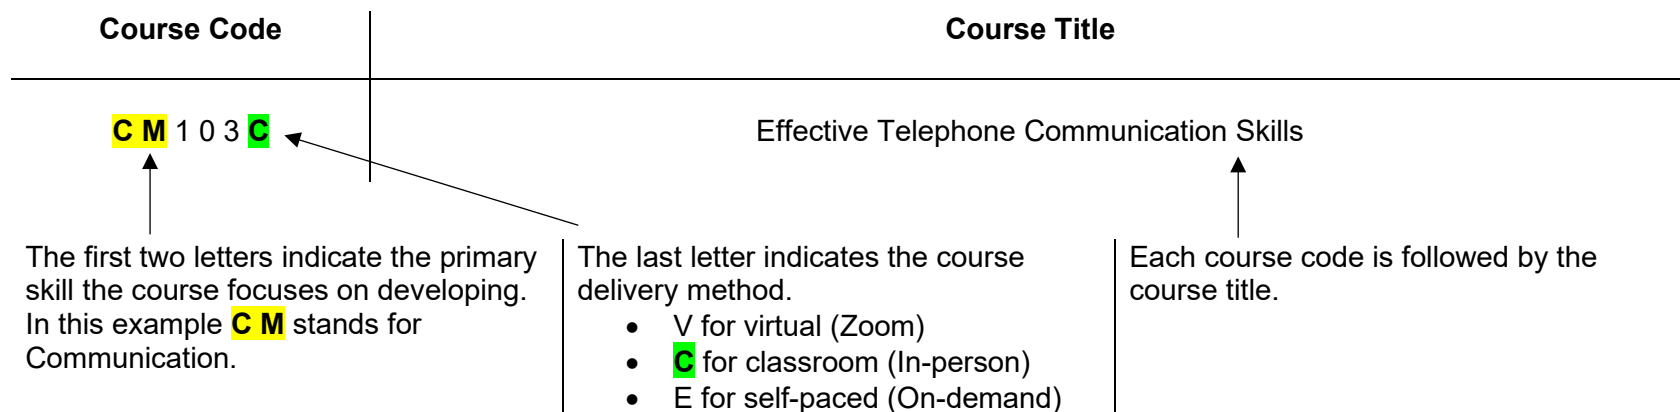 Course Code
Course Title
C M 1 0 3 C
Effective Telephone Communication Skills
The first two letters indicate the primary
skill the course focuses on developing.
In this example C M stands for
Communication.
The last letter indicates the course
delivery method.
• V for virtual (Zoom)
• C for classroom (In-person)
• E for self-paced (On-demand)
Each course code is followed by the
course title.